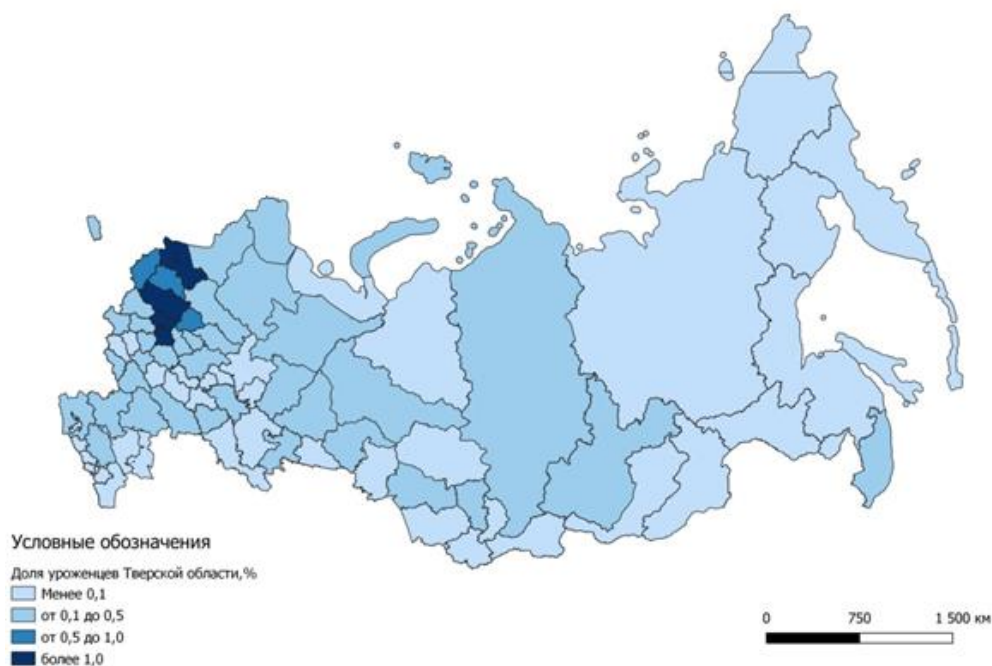 Условные обозначения
Доля уроженцев Тверской области,%
Менее 0,1
от 0,1 до 0,5
от 0,5 до 1,0
более 1,0
0 750 1 500 км